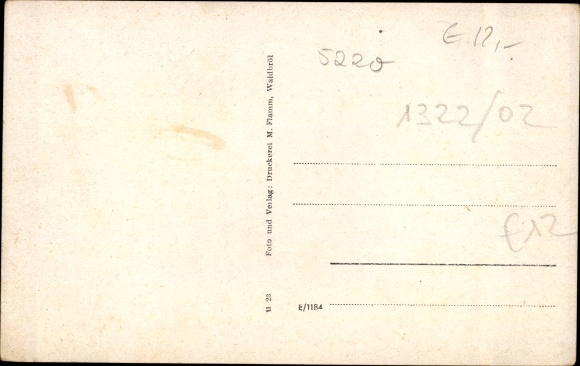 € 12,-
5220
1322/02
€12
Foto und Verlag: Druckerei M. Flamm, Waldbröl
U 23
E/1184